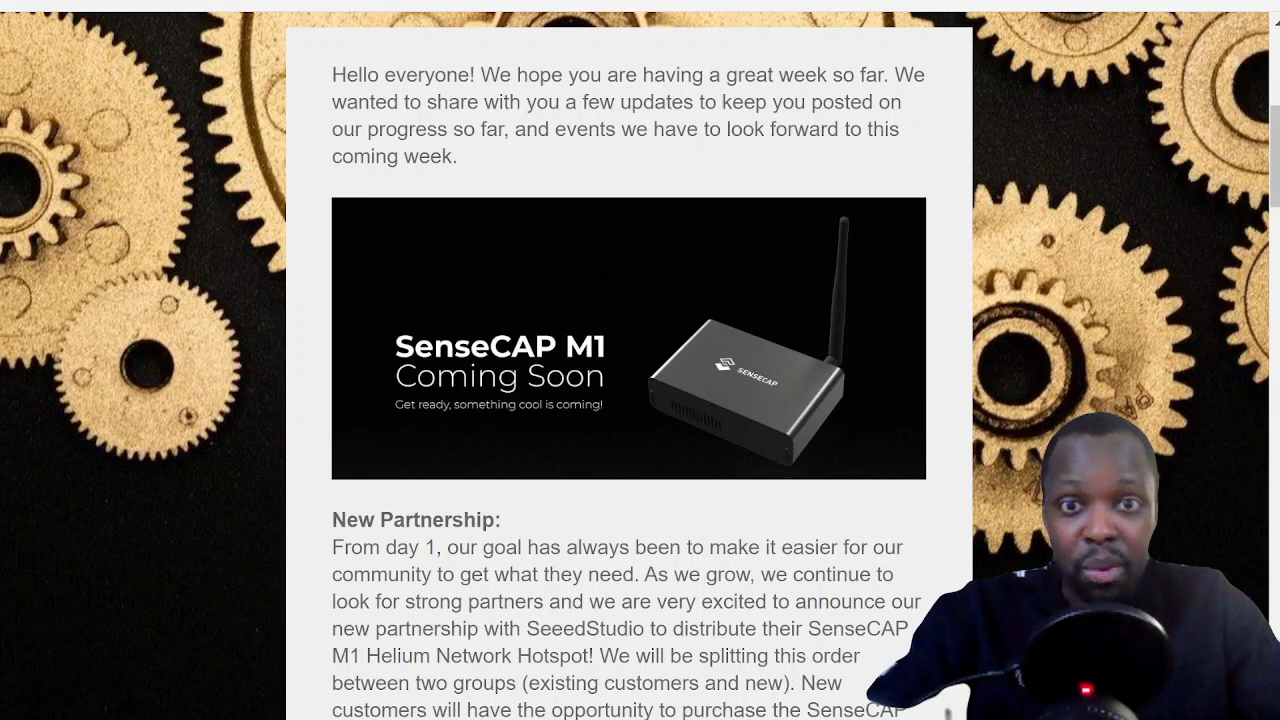 Hello everyone! We hope you are having a great week so far. We
wanted to share with you a few updates to keep you posted on
our progress so far, and events we have to look forward to this
coming week.
SenseCAP M1
Coming Soon
Get ready, something cool is coming!
SENSECAP
New Partnership:
From day 1, our goal has always been to make it easier for our
community to get what they need. As we grow, we continue to
look for strong partners and we are very excited to announce our
new partnership with SeeedStudio to distribute their SenseCAP
M1 Helium Network Hotspot! We will be splitting this order
between two groups (existing customers and new). New
customers will have the opportunity to purchase the SenseCAP